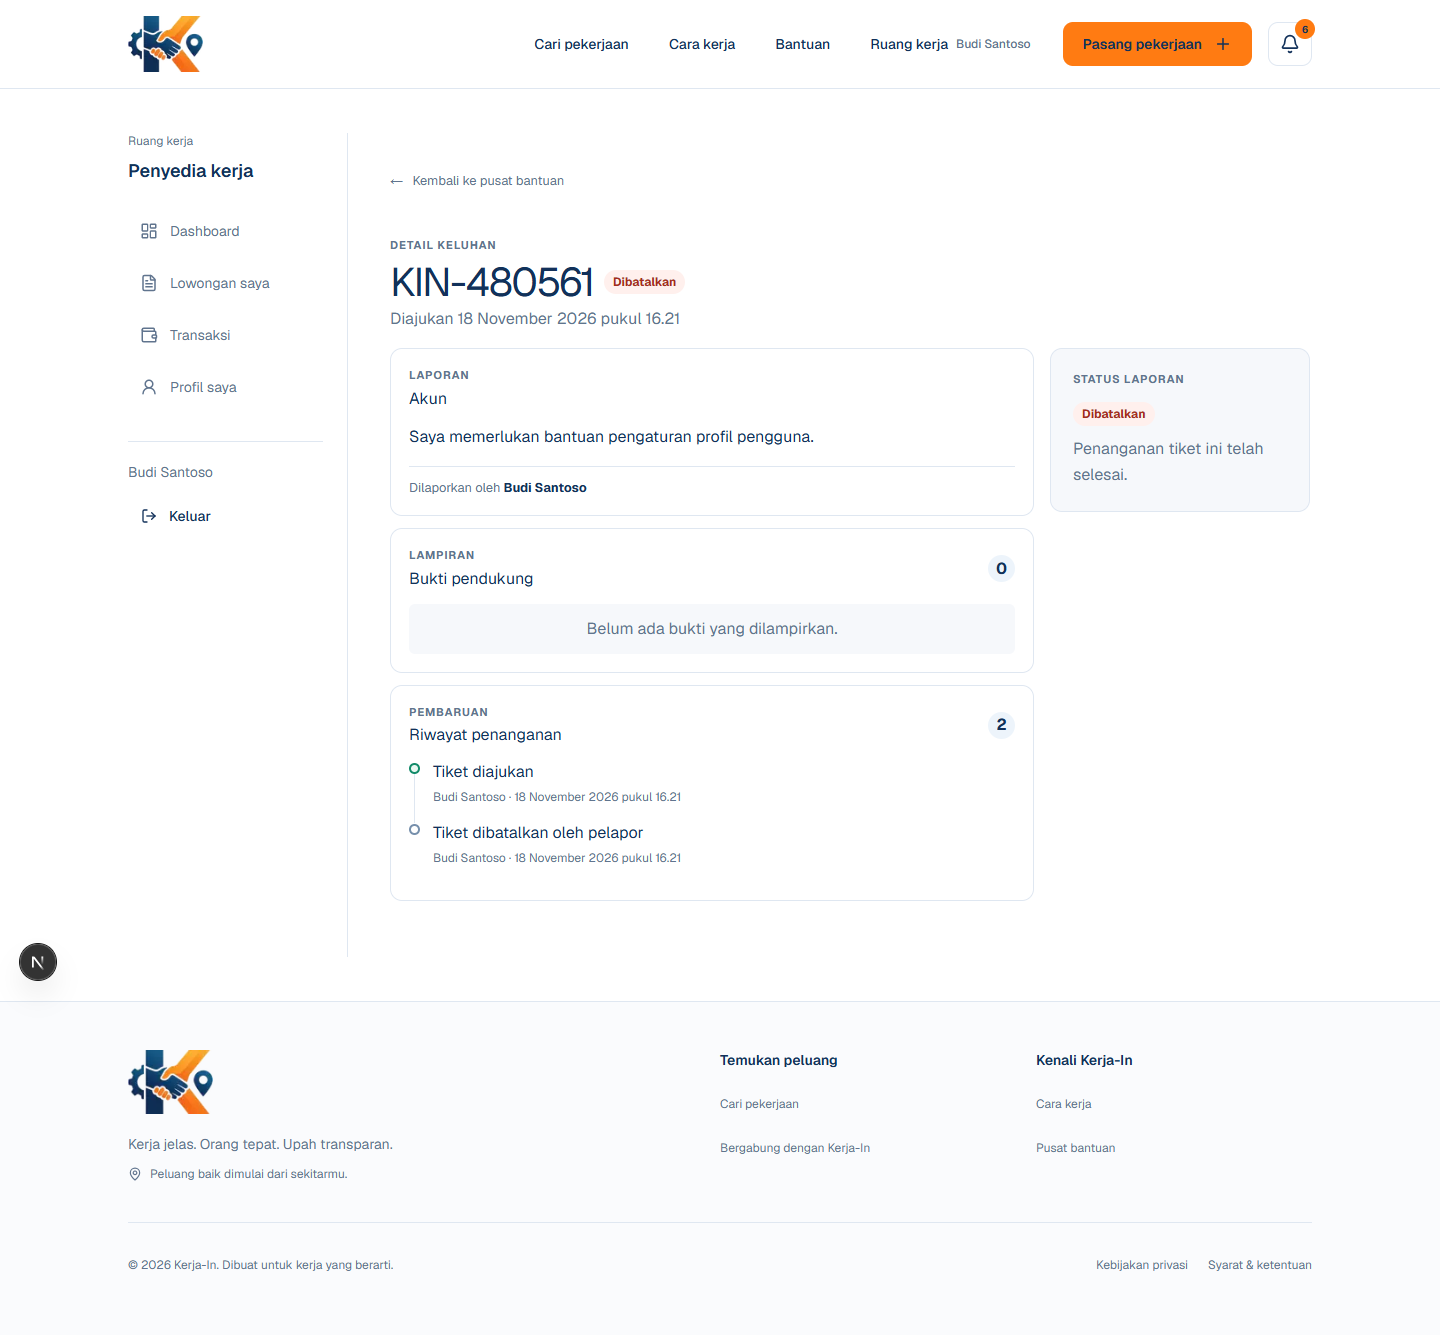 Cari pekerjaan
Cara kerja
Bantuan
Ruang kerja Budi Santoso
Pasang pekerjaan +
6
Ruang kerja
Penyedia kerja
Dashboard
Lowongan saya
Transaksi
Profil saya
Budi Santoso
Keluar
← Kembali ke pusat bantuan
DETAIL KELUHAN
KIN-480561 Dibatalkan
Diajukan 18 November 2026 pukul 16.21
LAPORAN
Akun
Saya memerlukan bantuan pengaturan profil pengguna.
Dilaporkan oleh Budi Santoso
STATUS LAPORAN
Dibatalkan
Penanganan tiket ini telah
selesai.
LAMPIRAN
Bukti pendukung
0
Belum ada bukti yang dilampirkan.
PEMBARUAN
Riwayat penanganan
2
Tiket diajukan
Budi Santoso · 18 November 2026 pukul 16.21
Tiket dibatalkan oleh pelapor
Budi Santoso · 18 November 2026 pukul 16.21
N
Kerja jelas. Orang tepat. Upah transparan.
Peluang baik dimulai dari sekitarmu.
Temukan peluang
Cari pekerjaan
Bergabung dengan Kerja-In
Kenali Kerja-In
Cara kerja
Pusat bantuan
© 2026 Kerja-In. Dibuat untuk kerja yang berarti.
Kebijakan privasi
Syarat & ketentuan